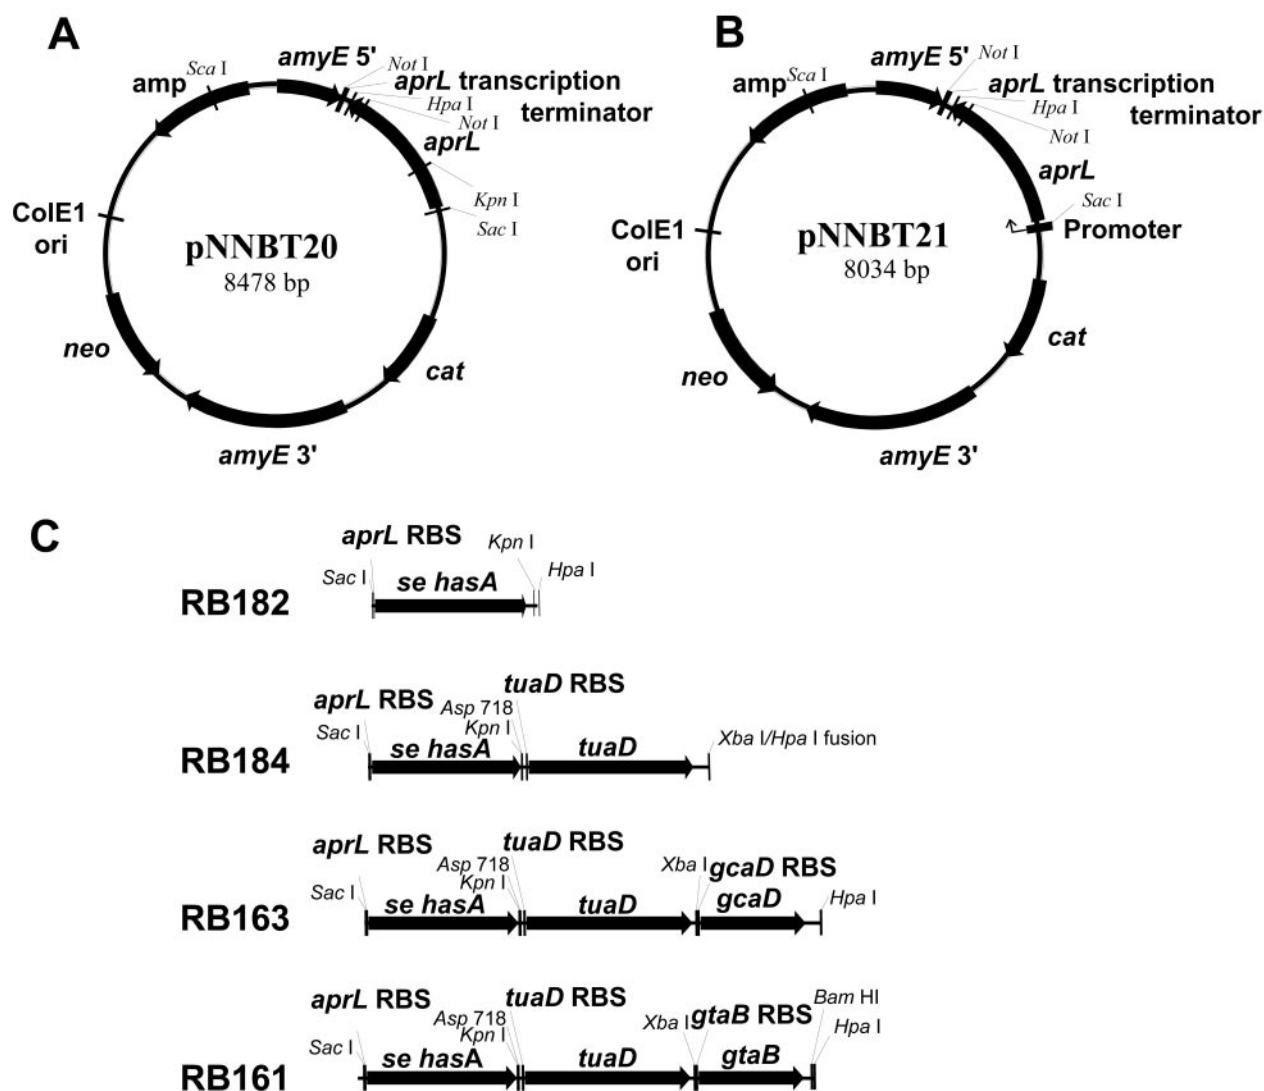 A
amyE 5'
Not I
amp
Sca I
aprL transcription
terminator
Hpa I
Not I
aprL
Kpn I
Sac I
ColE1
ori
pNNBT20
8478 bp
neo
cat
amyE 3'
B
amyE 5'
Not I
amp
Sca I
aprL transcription
terminator
Hpa I
Not I
aprL
Sac I
Promoter
ColE1
ori
pNNBT21
8034 bp
neo
cat
amyE 3'
C
RB182
aprL RBS
Kpn I
Sac I
se hasA
Hpa I
RB184
tuaD RBS
aprL RBS
Asp 718
Sac I
Kpn I
se hasA
tuaD
Xba I/Hpa I fusion
RB163
aprL RBS
tuaD RBS
Asp 718
Xba I
gcaD RBS
Sac I
Kpn I
se hasA
tuaD
gcaD
Hpa I
RB161
aprL RBS
tuaD RBS
Bam HI
Asp 718
Xba I
gtaB RBS
Sac I
Kpn I
Hpa I
se hasA
tuaD
gtaB